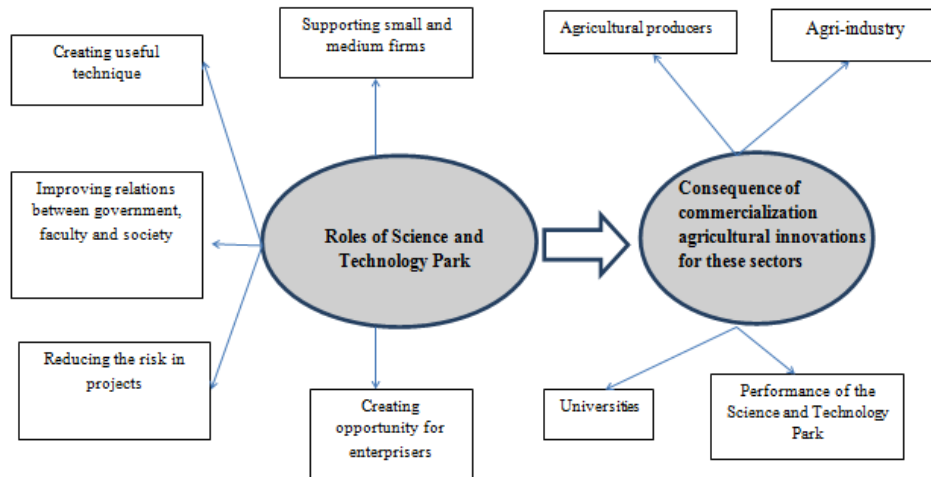 Supporting small and
medium firms
Agricultural producers
Agri-industry
Creating useful
technique
Improving relations
between government,
faculty and society
Roles of Science and
Technology Park
Consequence of
commercialization
agricultural innovations
for these sectors
Reducing the risk in
projects
Creating
opportunity for
enterprisers
Universities
Performance of the
Science and Technology
Park